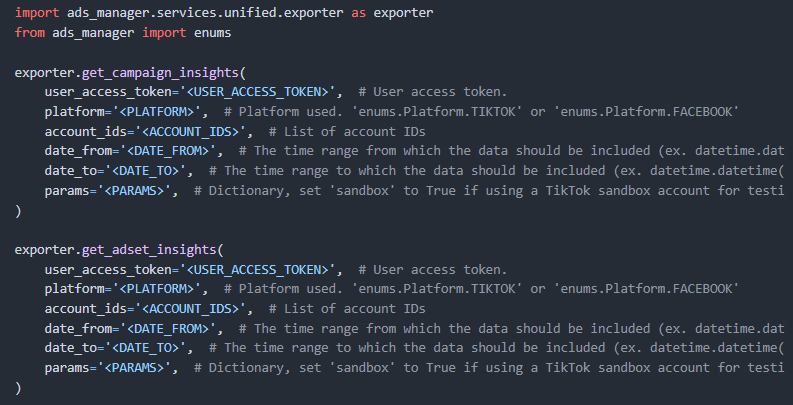 import ads_manager.services.unified.exporter as exporter
from ads_manager import enums
exporter.get_campaign_insights(
user_access_token='<USER_ACCESS_TOKEN>',  # User access token.
platform='<PLATFORM>',  # Platform used. 'enums.Platform.TIKTOK' or 'enums.Platform.FACEBOOK'
account_ids='<ACCOUNT_IDS>',  # List of account IDs
date_from='<DATE_FROM>',  # The time range from which the data should be included (ex. datetime.dat
date_to='<DATE_TO>',  # The time range to which the data should be included (ex. datetime.datetime(
params='<PARAMS>',  # Dictionary, set 'sandbox' to True if using a TikTok sandbox account for testi
)
exporter.get_adset_insights(
user_access_token='<USER_ACCESS_TOKEN>',  # User access token.
platform='<PLATFORM>',  # Platform used. 'enums.Platform.TIKTOK' or 'enums.Platform.FACEBOOK'
account_ids='<ACCOUNT_IDS>',  # List of account IDs
date_from='<DATE_FROM>',  # The time range from which the data should be included (ex. datetime.dat
date_to='<DATE_TO>',  # The time range to which the data should be included (ex. datetime.datetime(
params='<PARAMS>',  # Dictionary, set 'sandbox' to True if using a TikTok sandbox account for testi
)